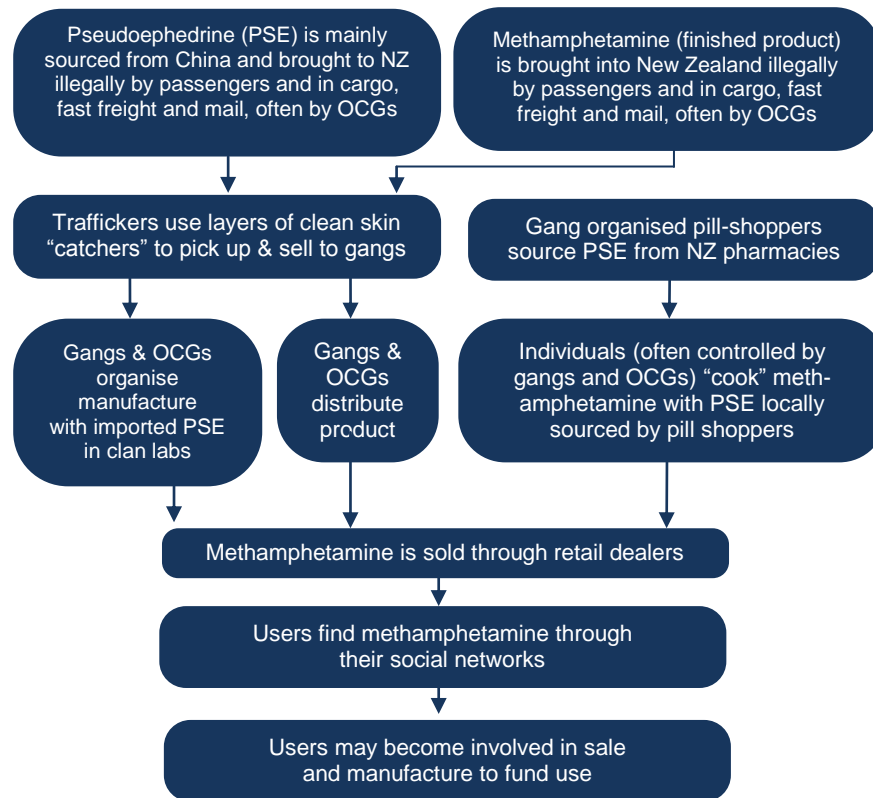 Pseudoephedrine (PSE) is mainly
sourced from China and brought to NZ
illegally by passengers and in cargo,
fast freight and mail, often by OCGs
Methamphetamine (finished product)
is brought into New Zealand illegally
by passengers and in cargo, fast
freight and mail, often by OCGs
Traffickers use layers of clean skin
“catchers” to pick up & sell to gangs
Gang organised pill-shoppers
source PSE from NZ pharmacies
Gangs & OCGs
organise
manufacture
with imported PSE
in clan labs
Gangs &
OCGs
distribute
product
Individuals (often controlled by
gangs and OCGs) “cook” meth-
amphetamine with PSE locally
sourced by pill shoppers
Methamphetamine is sold through retail dealers
Users find methamphetamine through
their social networks
Users may become involved in sale
and manufacture to fund use